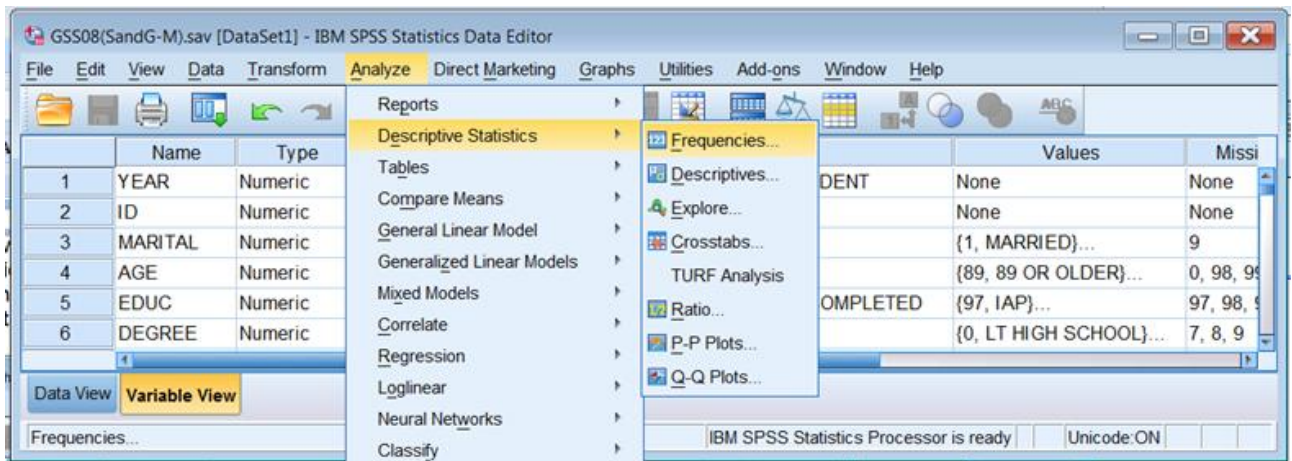 GSS08(SandG-M).sav [DataSet1] - IBM SPSS Statistics Data Editor
File Edit View Data Transform Analyze Direct Marketing Graphs Utilities Add-ons Window Help
Reports
Descriptive Statistics
Tables
Compare Means
General Linear Model
Generalized Linear Models
Mixed Models
Correlate
Regression
Loglinear
Neural Networks
Classify
Frequencies...
Descriptives...
Explore...
Crosstabs...
TURF Analysis
Ratio...
P-P Plots...
Q-Q Plots...
A
1
ABC
Name Type Values Missi
1 YEAR Numeric DENT None None
2 ID Numeric None None
3 MARITAL Numeric {1, MARRIED}... 9
4 AGE Numeric {89, 89 OR OLDER}... 0, 98, 99
5 EDUC Numeric OMPLETED {97, IAP}... 97, 98,
6 DEGREE Numeric {0, LT HIGH SCHOOL}... 7, 8, 9
Data View Variable View
Frequencies... IBM SPSS Statistics Processor is ready Unicode:ON